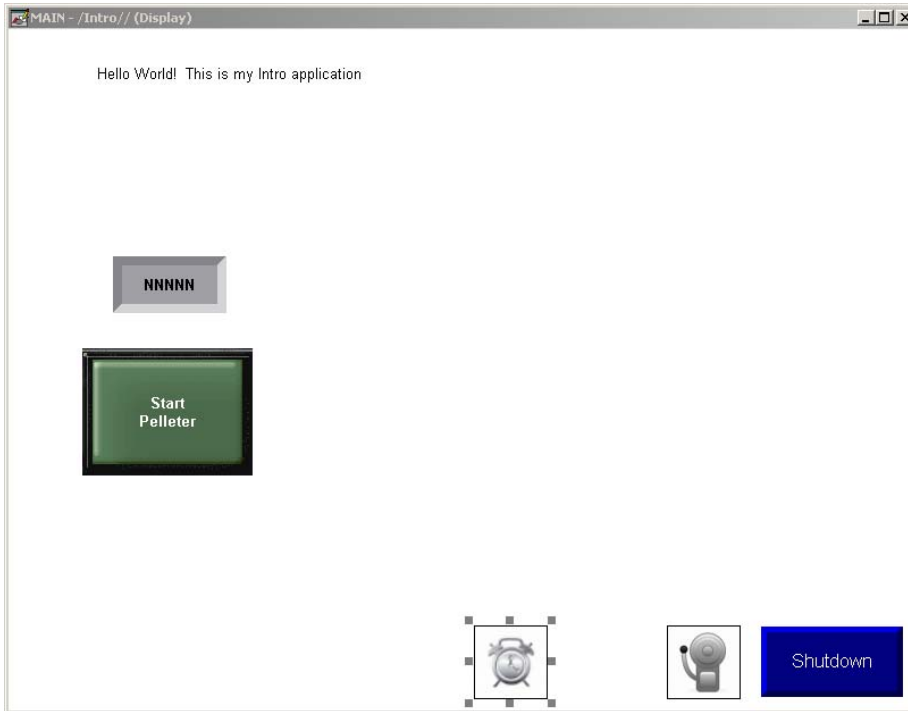 MAIN - /Intro// (Display)
Hello World!  This is my Intro application
NNNNN
Start
Pelleter
Shutdown